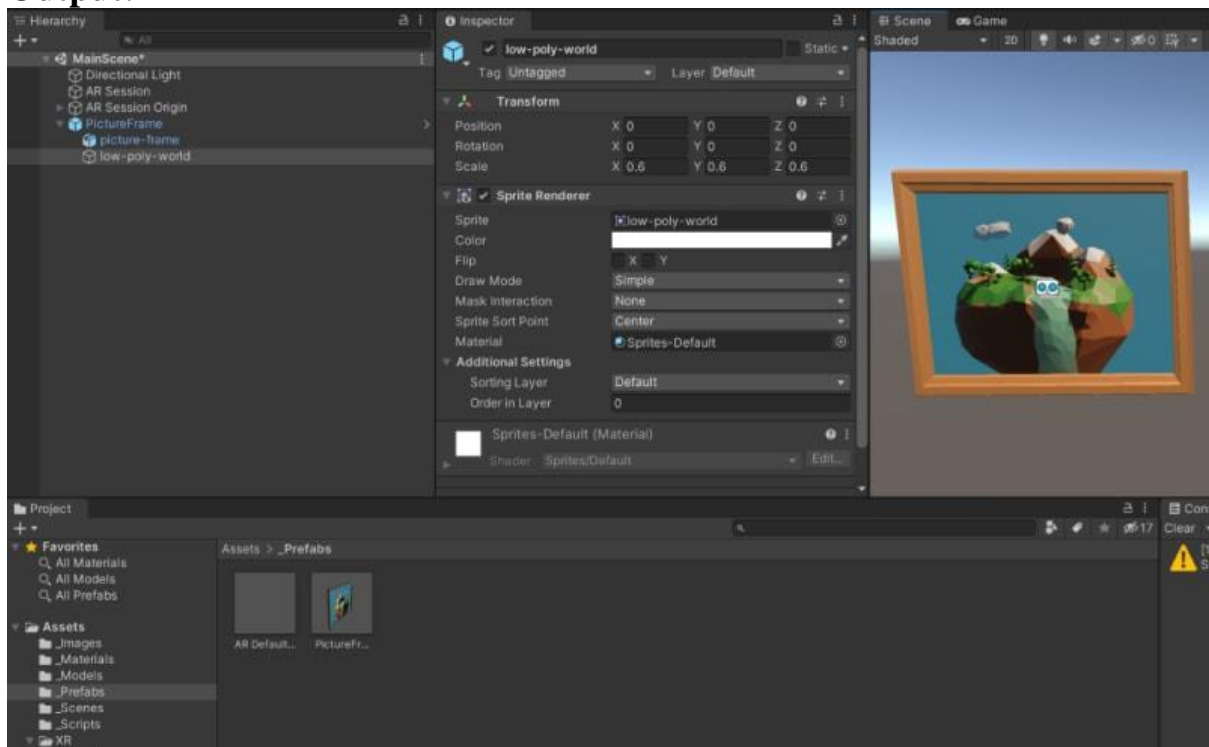 Output:
Hierarchy
All
MainScene*
Directional Light
AR Session
AR Session Origin
PictureFrame
picture-frame
low-poly-world
Inspector
low-poly-world
Static
Tag Untagged Layer Default
Transform
Position X 0 Y 0 Z 0
Rotation X 0 Y 0 Z 0
Scale X 0.6 Y 0.6 Z 0.6
Sprite Renderer
Sprite low-poly-world
Color
Flip X Y
Draw Mode Simple
Mask Interaction None
Sprite Sort Point Center
Material Sprites-Default
Additional Settings
Sorting Layer Default
Order in Layer 0
Sprites-Default (Material)
Shader Sprites/Default Edit...
Scene Game
Shaded 2D 0
Project
17
Favorites
All Materials
All Models
All Prefabs
Assets
_Images
_Materials
_Models
_Prefabs
_Scenes
_Scripts
XR
Assets > _Prefabs
AR Default... PictureFr...
Con
Clear